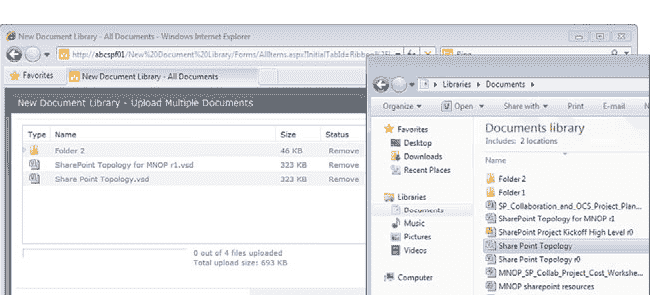 New Document Library - All Documents - Windows Internet Explorer
http://abcspf01/New%20Document%20Library/Forms/AllItems.aspx?InitialTabId=Ribbon%2E
Favorites
New Document Library - All Documents
New Document Library - Upload Multiple Documents
Type Name Size Status
Folder 2 46 KB Remove
SharePoint Topology for MNOP r1.vsd 323 KB Remove
Share Point Topology.vsd 323 KB Remove
0 out of 4 files uploaded
Total upload size: 693 KB
Libraries Documents
Organize Open Share with Print E-mail
Favorites
Desktop
Downloads
Recent Places
Libraries
Documents
Music
Pictures
Videos
Computer
Documents library
Includes: 2 locations
Name
Folder 2
Folder 1
SP_Collaboration_and_OCS_Project_Plan...
SharePoint Topology for MNOP r1
SharePoint Project Kickoff High Level r0
Share Point Topology
Share Point Topology r0
MNOP_SP_Collab_Project_Cost_Workshe...
MNOP sharepoint resources